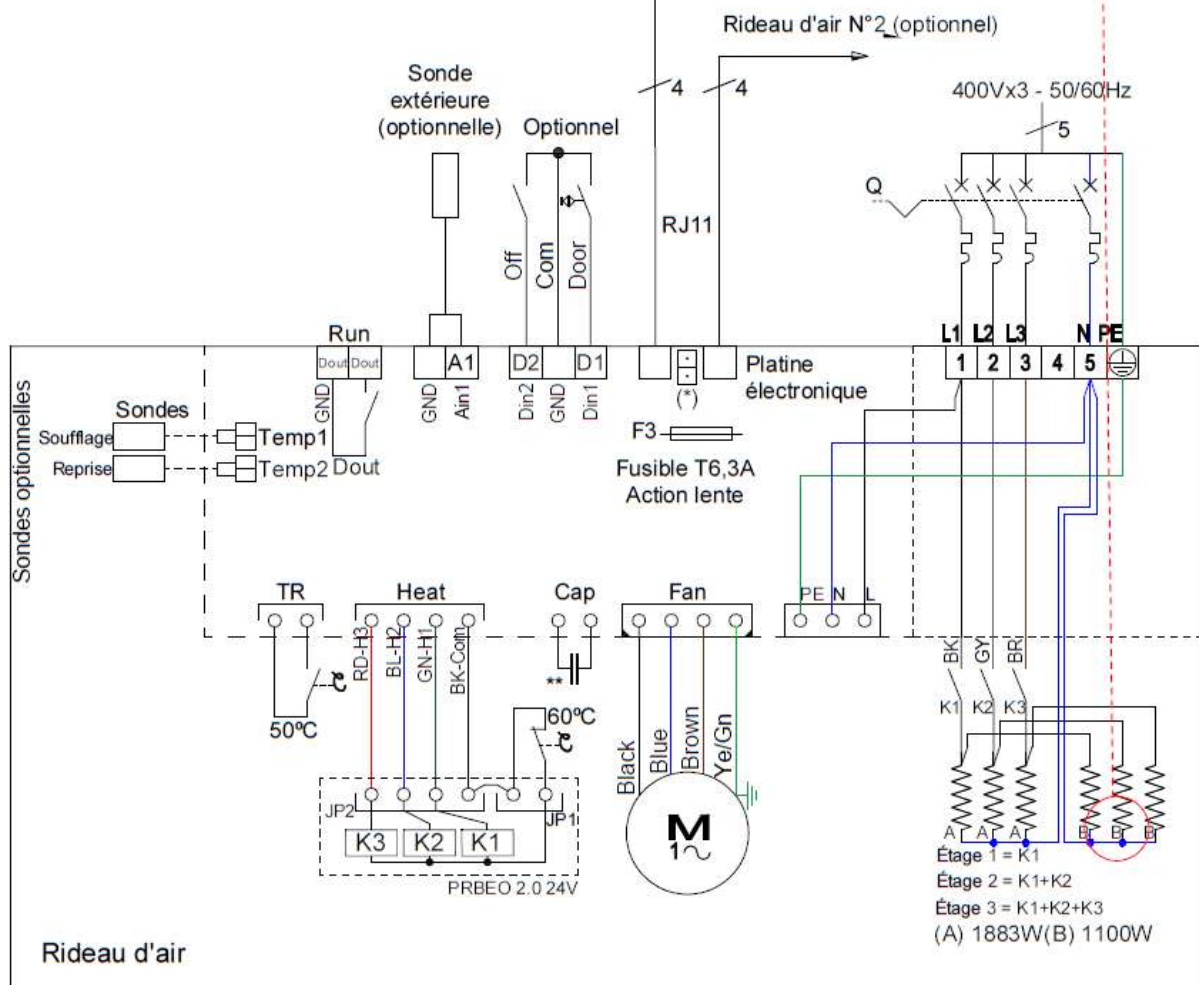 Rideau d'air N°2 (optionnel)
Sonde
extérieure
(optionnelle)
Optionnel
4
4
400Vx3 - 50/60Hz
5
Q
RJ11
Off
Com
Door
Run
L1
L2
L3
N
PE
Dout
Dout
A1
D2
D1
1
2
3
4
5
Platine
électronique
(*)
GND
GND
Ain1
Din2
GND
Din1
Sondes optionnelles
Sondes
Soufflage
Temp1
Reprise
Temp2
Dout
F3
Fusible T6,3A
Action lente
TR
Heat
Cap
Fan
PE
N
L
RD-H3
BL-H2
GN-H1
BK-Com
**
50ºC
60ºC
Black
Blue
Brown
Ye/Gn
BK
GY
BR
K1
K2
K3
JP2
JP1
K3
K2
K1
M
1
PRBEO 2.0 24V
A
A
A
B
B
B
Étage 1 = K1
Étage 2 = K1+K2
Étage 3 = K1+K2+K3
(A) 1883W(B) 1100W
Rideau d'air